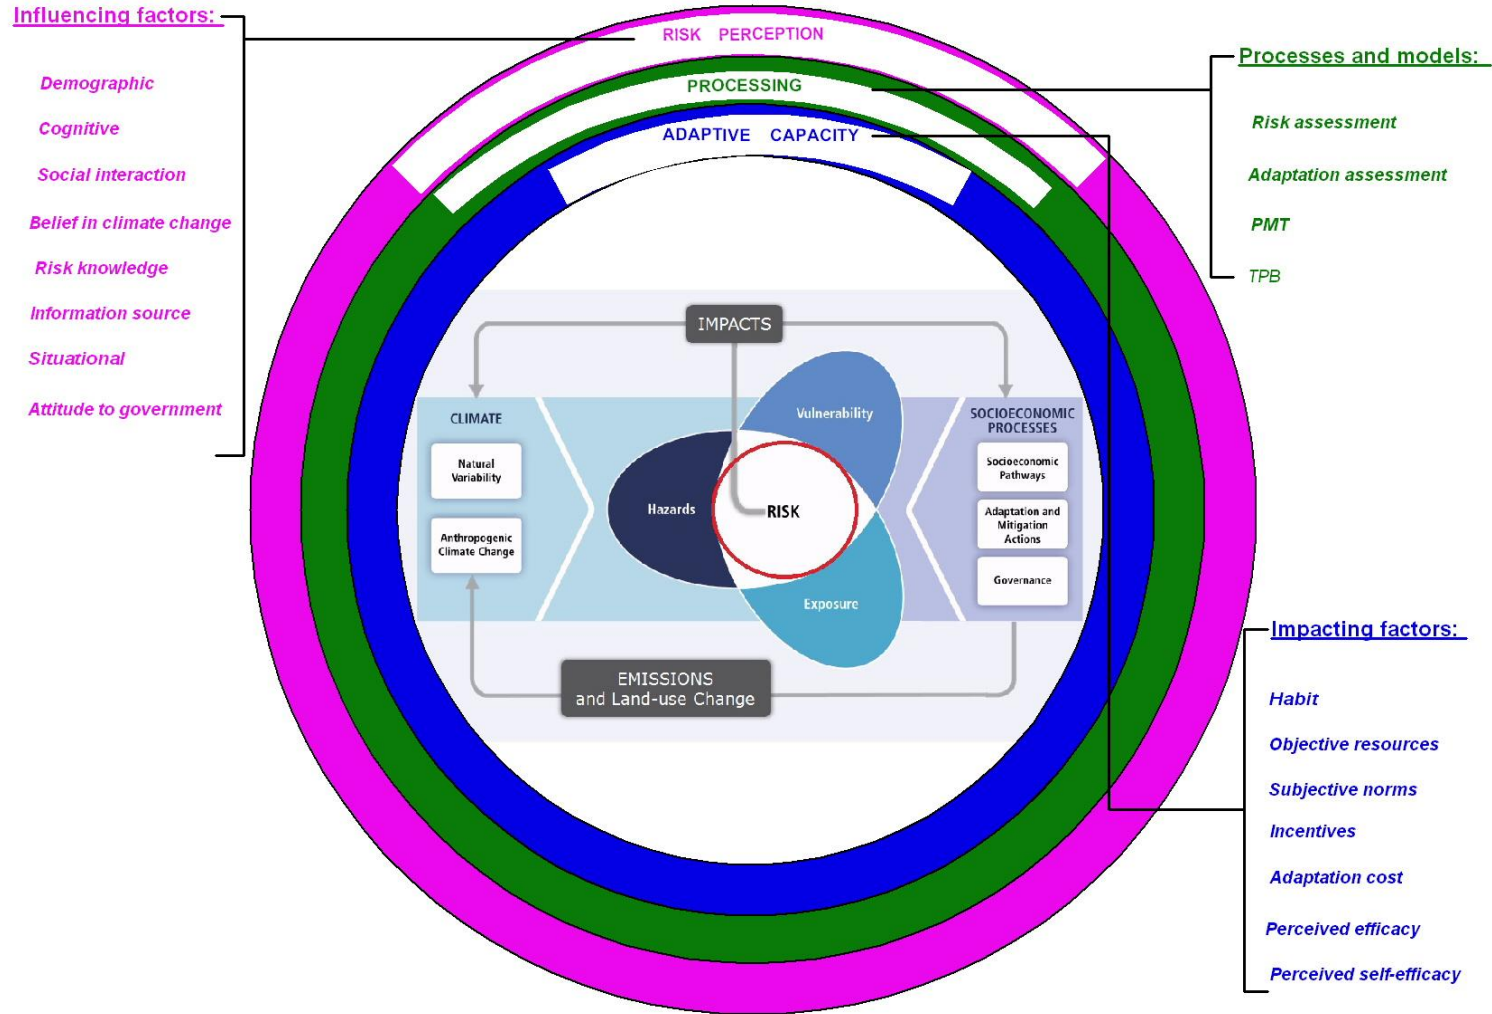 Influencing factors:
Demographic
Cognitive
Social interaction
Belief in climate change
Risk knowledge
Information source
Situational
Attitude to government
RISK PERCEPTION
PROCESSING
ADAPTIVE CAPACITY
Processes and models:
Risk assessment
Adaptation assessment
PMT
TPB
IMPACTS
CLIMATE
Natural
Variability
Anthropogenic
Climate Change
Hazards
Vulnerability
RISK
Exposure
SOCIOECONOMIC
PROCESSES
Socioeconomic
Pathways
Adaptation and
Mitigation
Actions
Governance
EMISSIONS
and Land-use Change
Impacting factors:
Habit
Objective resources
Subjective norms
Incentives
Adaptation cost
Perceived efficacy
Perceived self-efficacy